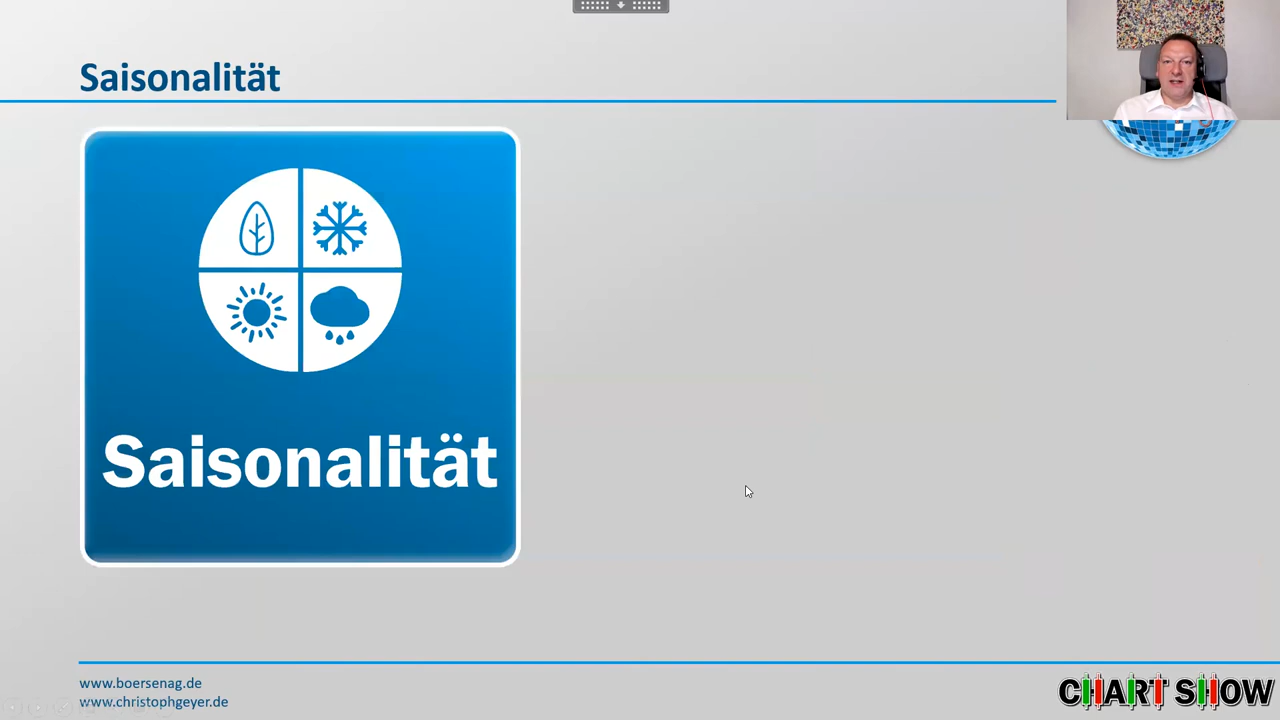 Saisonalität
Saisonalität
www.boersenag.de
www.christophgeyer.de
CHART SHOW